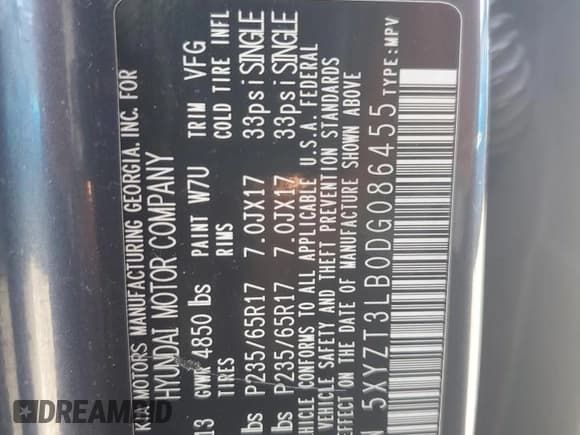 KIA MOTORS MANUFACTURING GEORGIA, INC. FOR
HYUNDAI MOTOR COMPANY
13 GVWR 4850 lbs PAINT W7U TRIM VFG
TIRES RIMS COLD TIRE INFL
lbs P235/65R17 7.0JX17 33psi SINGLE
lbs P235/65R17 7.0JX17 33psi SINGLE
VEHICLE CONFORMS TO ALL APPLICABLE U.S.A. FEDERAL
VEHICLE SAFETY AND THEFT PREVENTION STANDARDS
EFFECT ON THE DATE OF MANUFACTURE SHOWN ABOVE
5XYZT3LB0DG086455 TYPE:MPV
DREAMBID